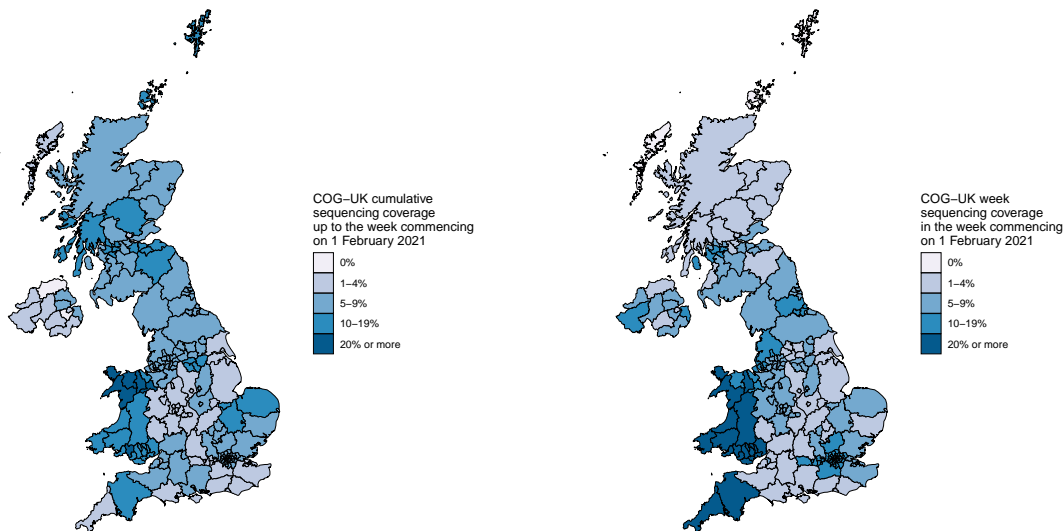 COG–UK cumulative
sequencing coverage
up to the week commencing
on 1 February 2021
0%
1–4%
5–9%
10–19%
20% or more
COG–UK week
sequencing coverage
in the week commencing
on 1 February 2021
0%
1–4%
5–9%
10–19%
20% or more